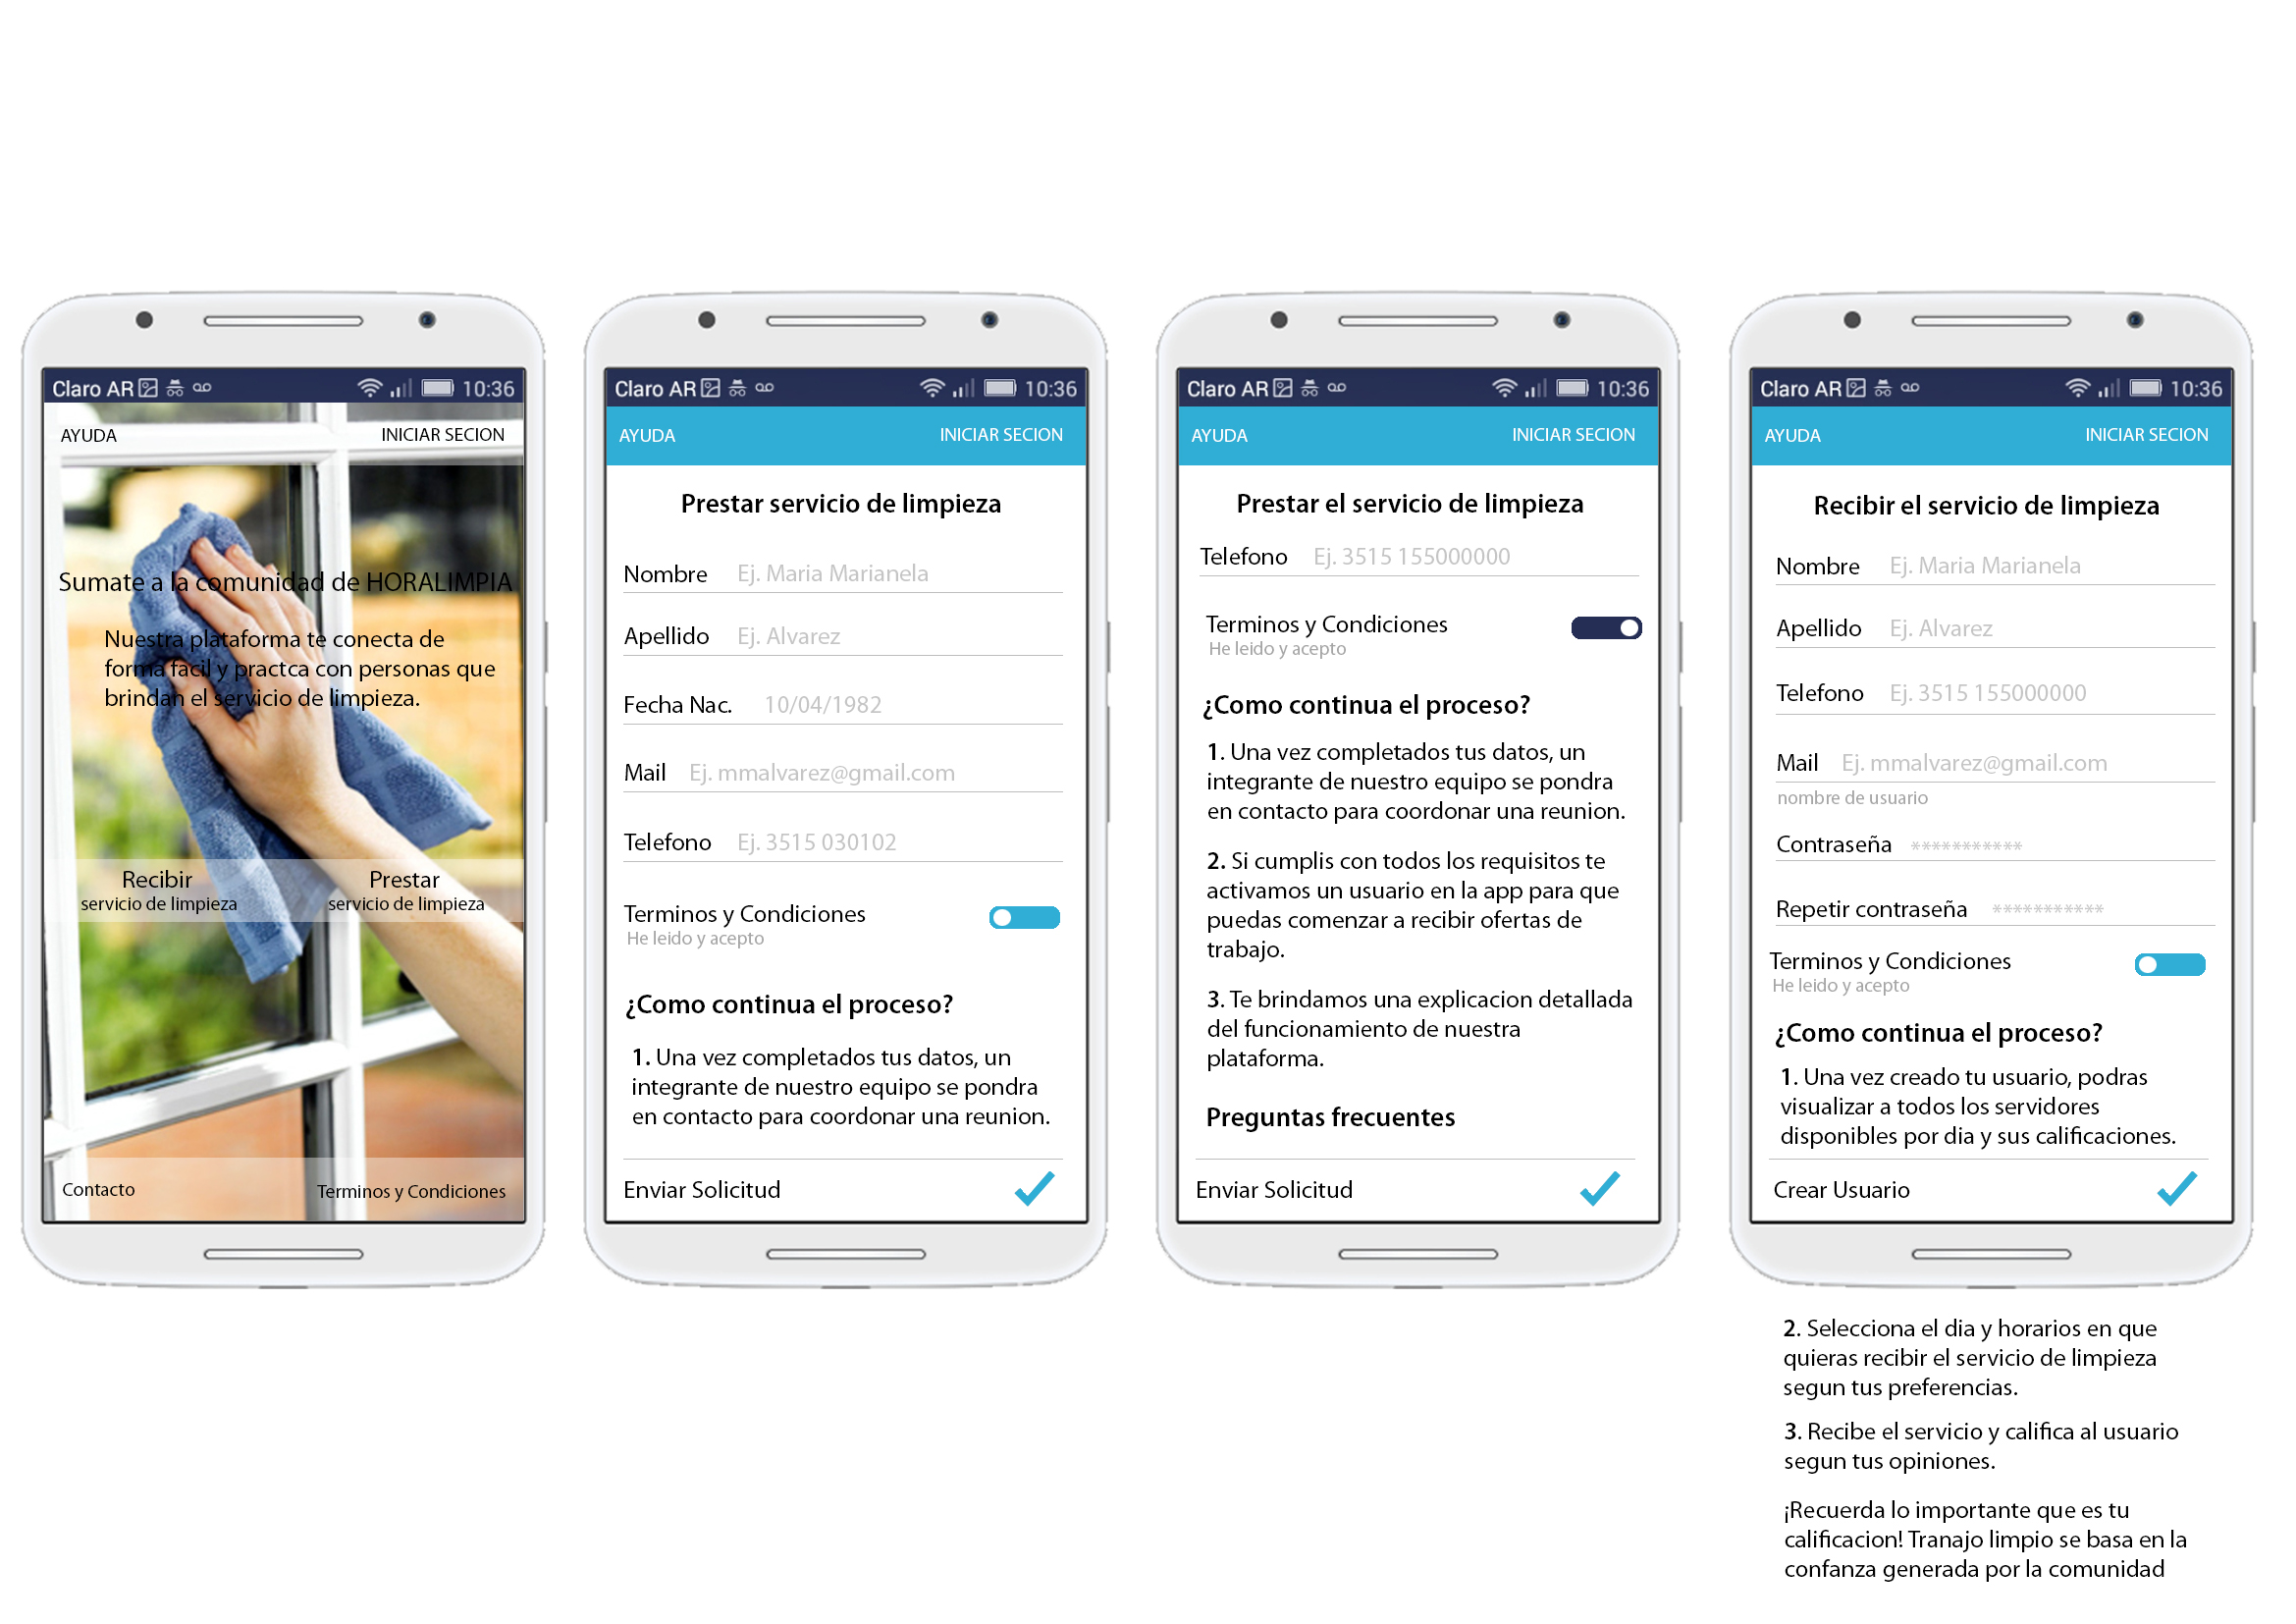 Claro AR 10:36
AYUDA INICIAR SECION
Sumate a la comunidad de HORALIMPIA
Nuestra plataforma te conecta de
forma facil y practca con personas que
brindan el servicio de limpieza.
Recibir
servicio de limpieza
Prestar
servicio de limpieza
Contacto Terminos y Condiciones
Claro AR 10:36
AYUDA INICIAR SECION
Prestar servicio de limpieza
Nombre Ej. Maria Marianela
Apellido Ej. Alvarez
Fecha Nac. 10/04/1982
Mail Ej. mmalvarez@gmail.com
Telefono Ej. 3515 030102
Terminos y Condiciones
He leido y acepto
¿Como continua el proceso?
1. Una vez completados tus datos, un
integrante de nuestro equipo se pondra
en contacto para coordonar una reunion.
Enviar Solicitud
Claro AR 10:36
AYUDA INICIAR SECION
Prestar el servicio de limpieza
Telefono Ej. 3515 155000000
Terminos y Condiciones
He leido y acepto
¿Como continua el proceso?
1. Una vez completados tus datos, un
integrante de nuestro equipo se pondra
en contacto para coordonar una reunion.
2. Si cumplis con todos los requisitos te
activamos un usuario en la app para que
puedas comenzar a recibir ofertas de
trabajo.
3. Te brindamos una explicacion detallada
del funcionamiento de nuestra
plataforma.
Preguntas frecuentes
Enviar Solicitud
Claro AR 10:36
AYUDA INICIAR SECION
Recibir el servicio de limpieza
Nombre Ej. Maria Marianela
Apellido Ej. Alvarez
Telefono Ej. 3515 155000000
Mail Ej. mmalvarez@gmail.com
nombre de usuario
Contraseña ***********
Repetir contraseña ***********
Terminos y Condiciones
He leido y acepto
¿Como continua el proceso?
1. Una vez creado tu usuario, podras
visualizar a todos los servidores
disponibles por dia y sus calificaciones.
Crear Usuario
2. Selecciona el dia y horarios en que
quieras recibir el servicio de limpieza
segun tus preferencias.
3. Recibe el servicio y califica al usuario
segun tus opiniones.
¡Recuerda lo importante que es tu
calificacion! Tranajo limpio se basa en la
confanza generada por la comunidad